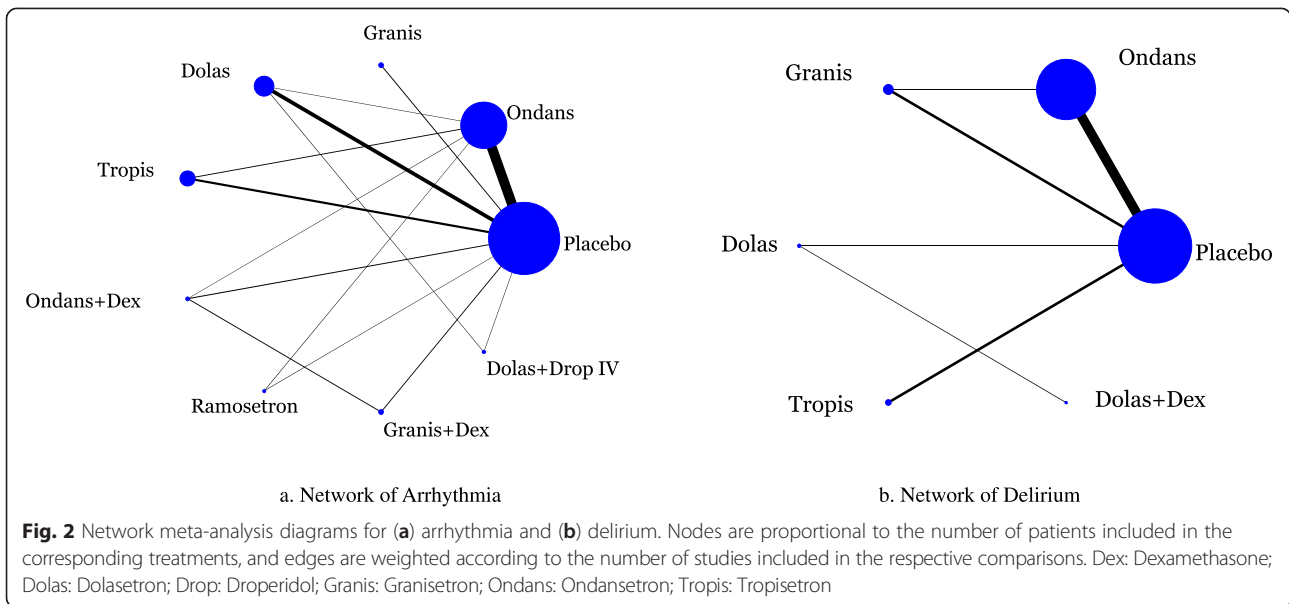 Granis
Dolas
Ondans
Tropis
Placebo
Ondans+Dex
Dolas+Drop IV
Ramosetron
Granis+Dex
a. Network of Arrhythmia
Ondans
Granis
Dolas
Placebo
Tropis
Dolas+Dex
b. Network of Delirium
Fig. 2 Network meta-analysis diagrams for (a) arrhythmia and (b) delirium. Nodes are proportional to the number of patients included in the
corresponding treatments, and edges are weighted according to the number of studies included in the respective comparisons. Dex: Dexamethasone;
Dolas: Dolasetron; Drop: Droperidol; Granis: Granisetron; Ondans: Ondansetron; Tropis: Tropisetron